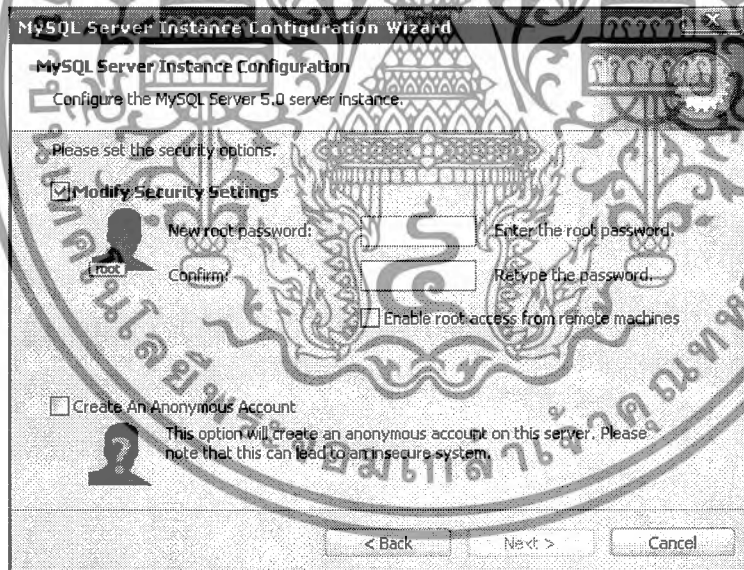 MySQL Server Instance Configuration Wizard
MySQL Server Instance Configuration
Configure the MySQL Server 5.0 server instance.
Please set the security options.
Modify Security Settings
root
New root password:
Enter the root password.
Confirm:
Retype the password.
Enable root access from remote machines
Create An Anonymous Account
This option will create an anonymous account on this server. Please
note that this can lead to an insecure system.
< Back
Next >
Cancel